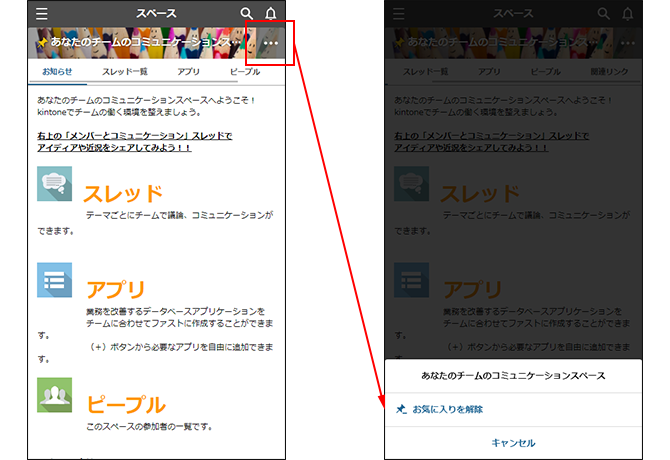 スペース
あなたのチームのコミュニケーションス…
お知らせ スレッド一覧 アプリ ピープル
あなたのチームのコミュニケーションスペースへようこそ！
kintoneでチームの働く環境を整えましょう。
右上の「メンバーとコミュニケーション」スレッドで
アイディアや近況をシェアしてみよう！！
スレッド
テーマごとにチームで議論、コミュニケーションが
できます。
アプリ
業務を改善するデータベースアプリケーションを
チームに合わせてファストに作成することができま
す。
（+）ボタンから必要なアプリを自由に追加できま
す。
ピープル
このスペースの参加者の一覧です。
スペース
あなたのチームのコミュニケーションス…
スレッド一覧 アプリ ピープル 関連リンク
あなたのチームのコミュニケーションスペースへようこそ！
kintoneでチームの働く環境を整えましょう。
右上の「メンバーとコミュニケーション」スレッドで
アイディアや近況をシェアしてみよう！！
スレッド
テーマごとにチームで議論、コミュニケーションが
できます。
アプリ
業務を改善するデータベースアプリケーションを
チームに合わせてファストに作成することができま
す。
（+）ボタンから必要なアプリを自由に追加できま
あなたのチームのコミュニケーションスペース
お気に入りを解除
キャンセル